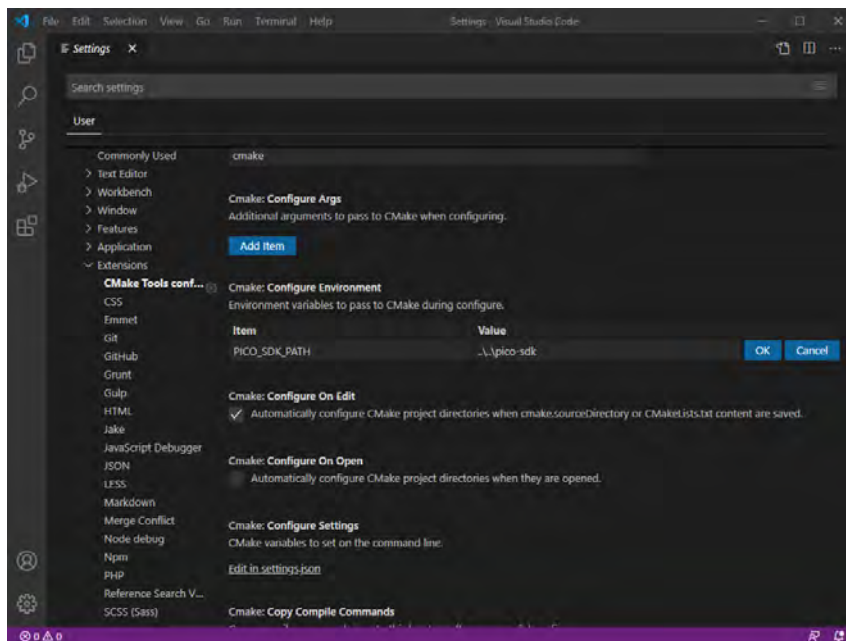 File Edit Selection View Go Run Terminal Help Settings - Visual Studio Code
Settings
Search settings
User
Commonly Used
Text Editor
Workbench
Window
Features
Application
Extensions
CMake Tools conf...
CSS
Emmet
Git
GitHub
Grunt
Gulp
HTML
Jake
JavaScript Debugger
JSON
LESS
Markdown
Merge Conflict
Node debug
Npm
PHP
Reference Search V...
SCSS (Sass)
cmake
Cmake: Configure Args
Additional arguments to pass to CMake when configuring.
Add Item
Cmake: Configure Environment
Environment variables to pass to CMake during configure.
Item Value
PICO_SDK_PATH ..\..\pico-sdk OK Cancel
Cmake: Configure On Edit
Automatically configure CMake project directories when cmake.sourceDirectory or CMakeLists.txt content are saved.
Cmake: Configure On Open
Automatically configure CMake project directories when they are opened.
Cmake: Configure Settings
CMake variables to set on the command line.
Edit in settings.json
Cmake: Copy Compile Commands
0 0